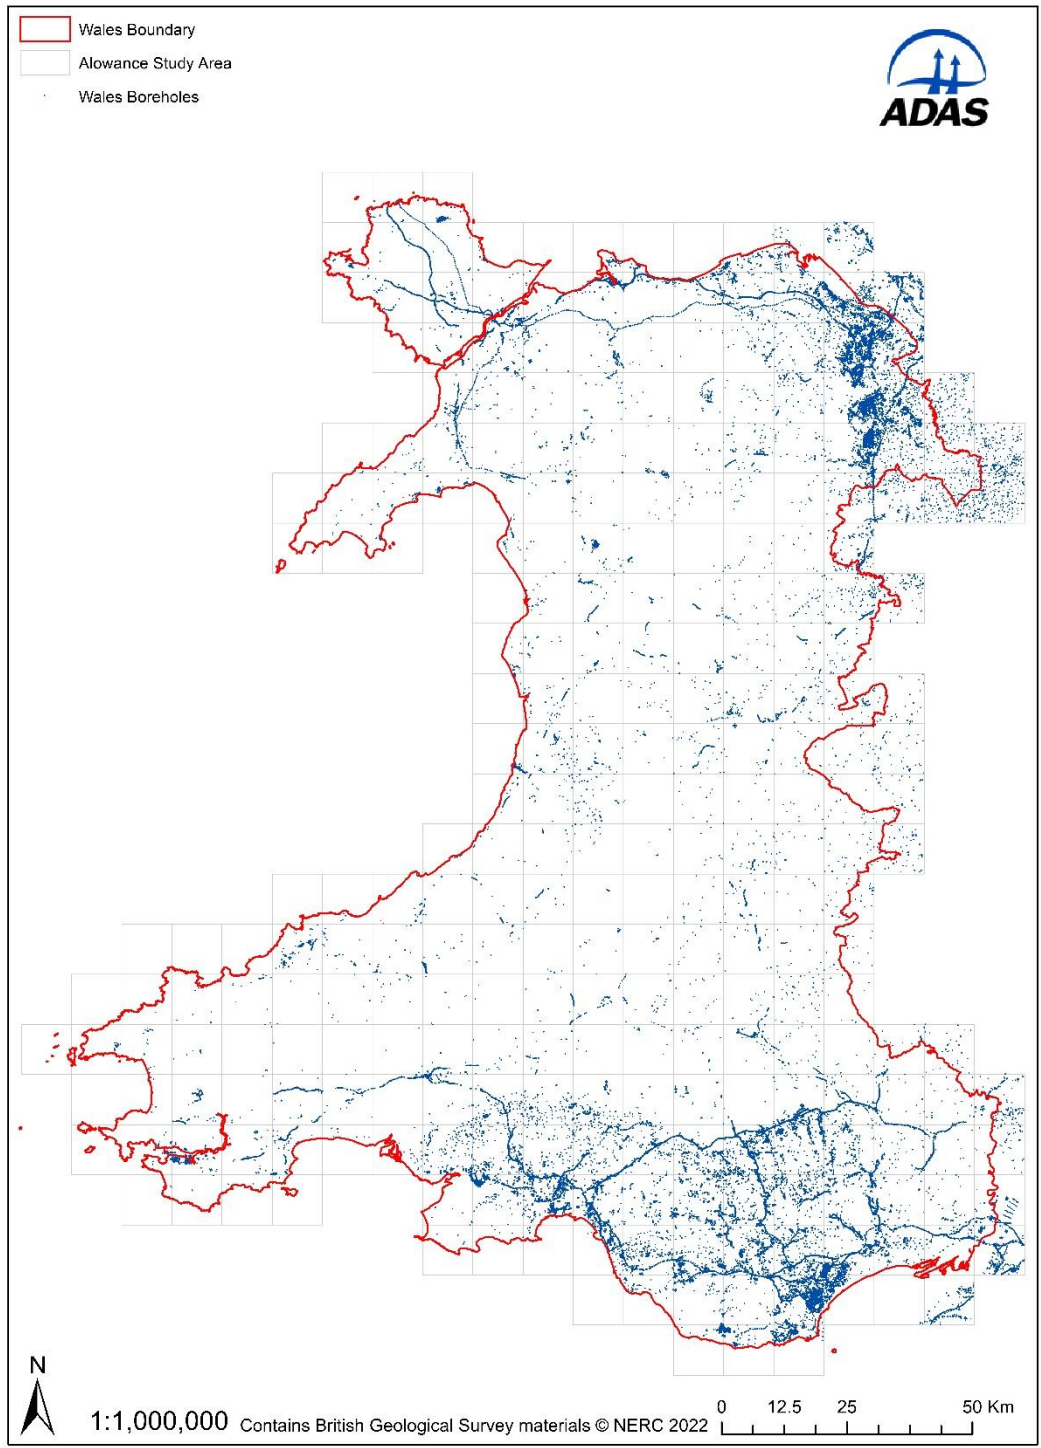 Wales Boundary
Alowance Study Area
Wales Boreholes
ADAS
N
1:1,000,000 Contains British Geological Survey materials © NERC 2022
0 12.5 25 50 Km